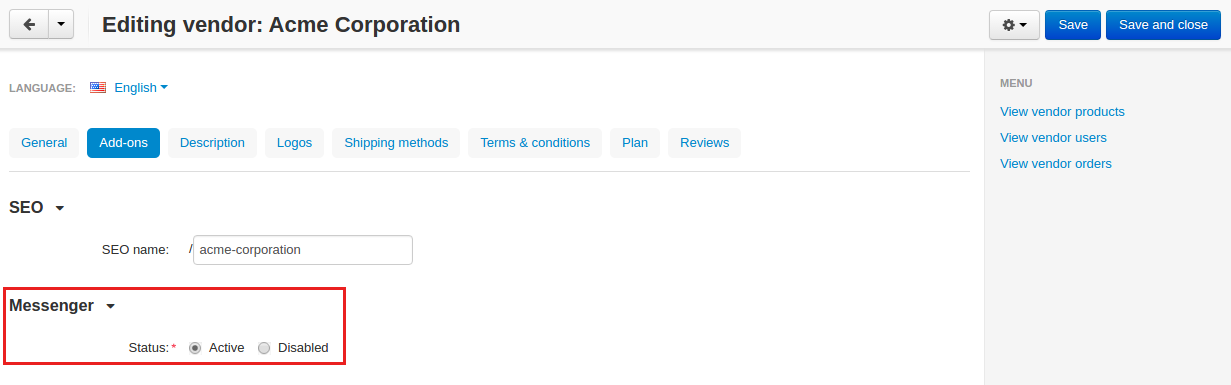 Editing vendor: Acme Corporation
Save
Save and close
LANGUAGE: English
General
Add-ons
Description
Logos
Shipping methods
Terms & conditions
Plan
Reviews
SEO
SEO name: / acme-corporation
Messenger
Status: * Active Disabled
MENU
View vendor products
View vendor users
View vendor orders